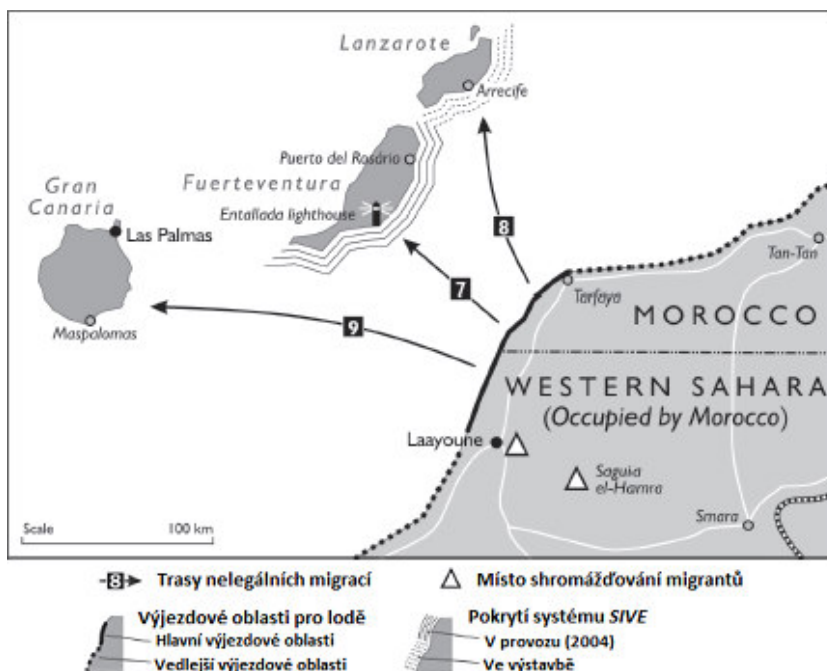 Lanzarote
Arrecife
Puerto del Rosário
Fuerteventura
Entallada lighthouse
Gran
Canaria
Las Palmas
Maspalomas
8
7
9
Tan-Tan
Tarfaya
MOROCCO
WESTERN SAHARA
(Occupied by Morocco)
Laayoune
Saguia
el-Hamra
Smara
Scale
100 km
8 Trasy nelegálních migrací
Místo shromážďování migrantů
Výjezdové oblasti pro lodě
Hlavní výjezdové oblasti
Vedlejší výjezdové oblasti
Pokrytí systému SIVE
V provozu (2004)
Ve výstavbě